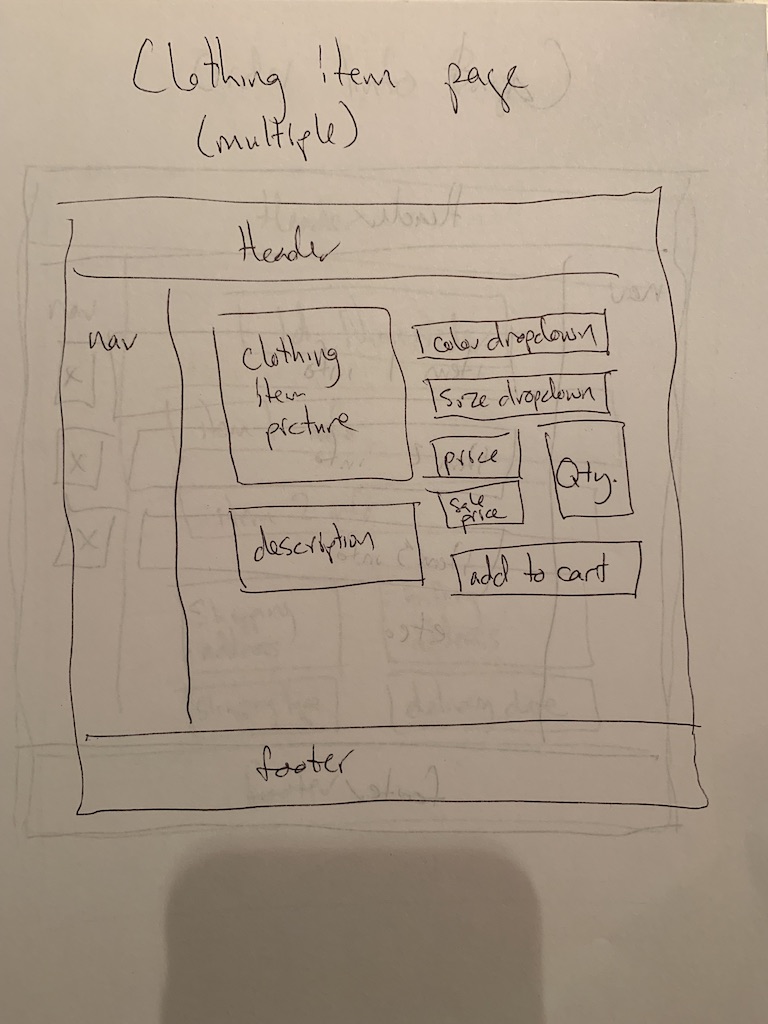 Clothing item page
(multiple)
Header
nav
clothing
item
picture
color dropdown
size dropdown
price
Qty.
sale
price
description
add to cart
footer